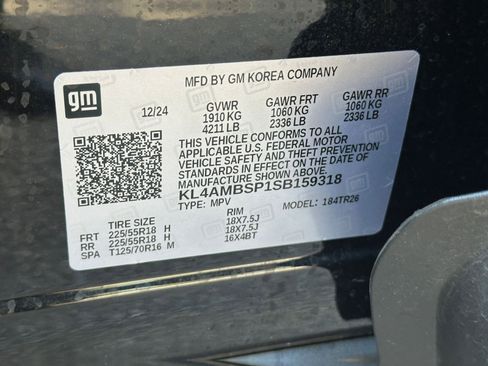 gm
MFD BY GM KOREA COMPANY
12/24 GVWR GAWR FRT GAWR RR
1910 KG 1060 KG 1060 KG
4211 LB 2336 LB 2336 LB
THIS VEHICLE CONFORMS TO ALL
APPLICABLE U.S. FEDERAL MOTOR
VEHICLE SAFETY AND THEFT PREVENTION
STANDARDS IN EFFECT ON THE DATE OF
MANUFACTURE SHOWN ABOVE.
KL4AMBSP1SB159318
TYPE: MPV MODEL: 184TR26
TIRE SIZE RIM
FRT 225/55R18 H 18X7.5J
RR 225/55R18 H 18X7.5J
SPA T125/70R16 M 16X4BT